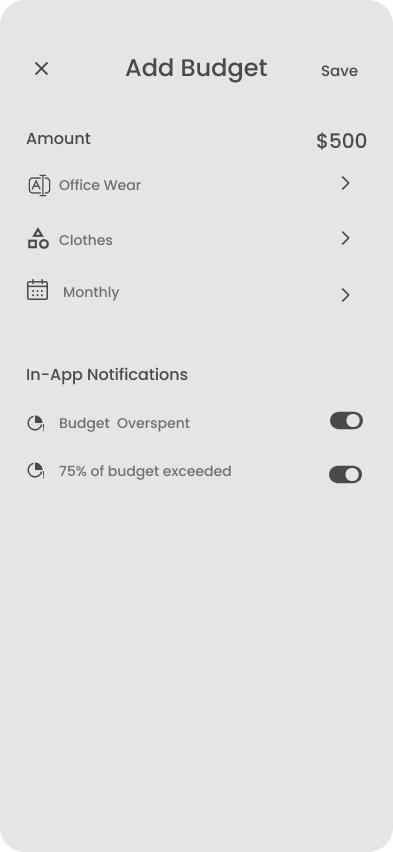 Add Budget
Save
Amount
$500
Office Wear
Clothes
Monthly
In-App Notifications
Budget  Overspent
75% of budget exceeded